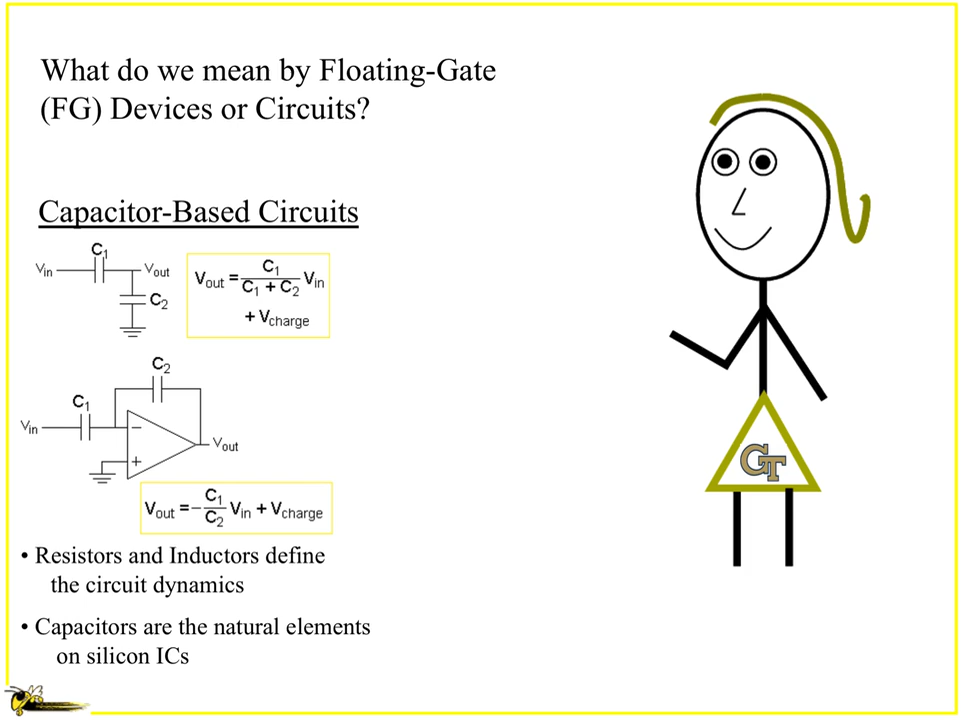 What do we mean by Floating-Gate
(FG) Devices or Circuits?
Capacitor-Based Circuits
C1
Vin
Vout
C2
Vout = C1 / (C1 + C2) Vin
+ Vcharge
C2
C1
Vin
−
+
Vout
Vout = − C1 / C2 Vin + Vcharge
• Resistors and Inductors define
the circuit dynamics
• Capacitors are the natural elements
on silicon ICs
GT